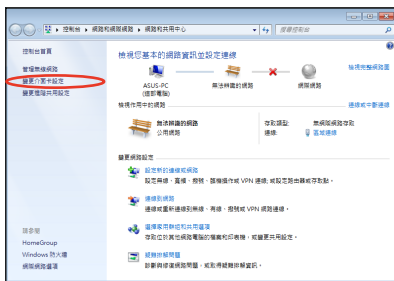 控制台 ▸ 網路和網際網路 ▸ 網路和共用中心
搜尋控制台
控制台首頁
管理無線網路
變更介面卡設定
變更進階共用設定
檢視您基本的網路資訊並設定連線
檢視完整網路圖
ASUS-PC
(這部電腦)
無法辨識的網路
網際網路
檢視作用中的網路
連線或中斷連線
無法辨識的網路
公用網路
存取類型: 無網際網路存取
連線: 區域連線
變更網路設定
設定新的連線或網路
設定無線、寬頻、撥號、臨機操作或 VPN 連線; 或設定路由器或存取點。
連線到網路
連線或重新連線到無線、有線、撥號或 VPN 網路連線。
選擇家用群組和共用選項
存取位於其他網路電腦的檔案和印表機,或變更共用設定。
疑難排解問題
診斷與修復網路問題,或取得疑難排解資訊。
請參閱
HomeGroup
Windows 防火牆
網際網路選項